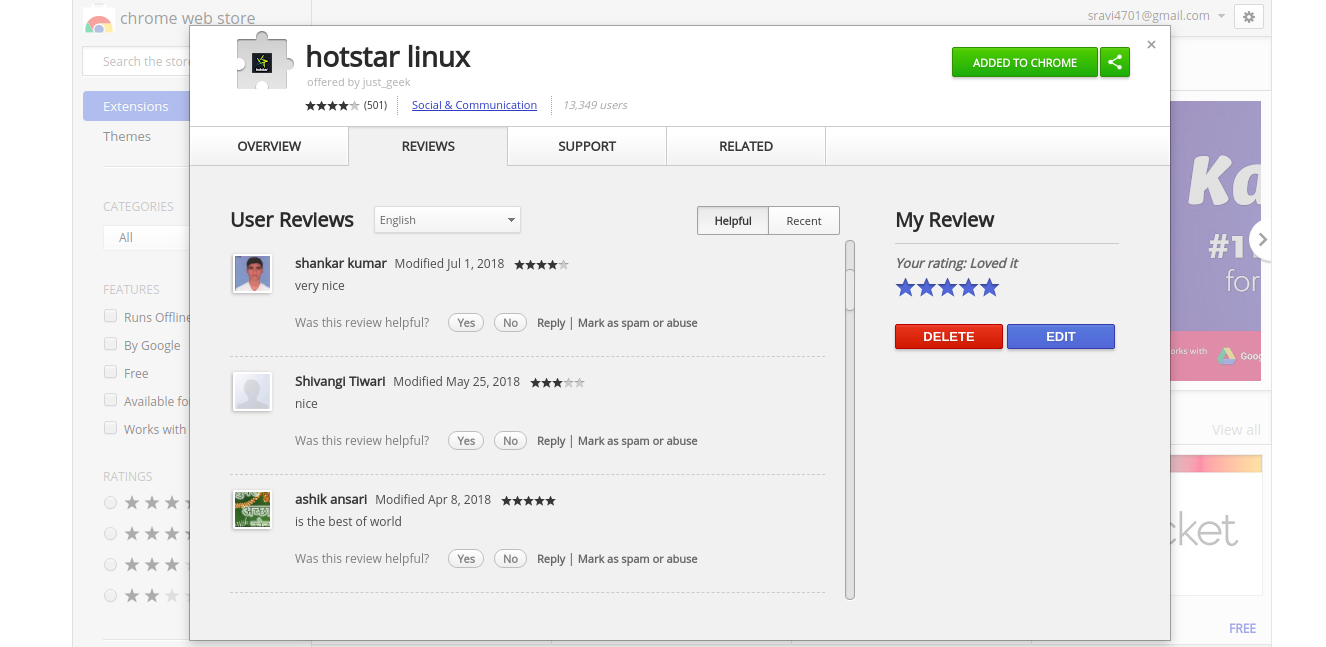 chrome web store
sravi4701@gmail.com
Search the store
Extensions
Themes
CATEGORIES
All
FEATURES
Runs Offline
By Google
Free
Available fo
Works with
RATINGS
hotstar linux
offered by just_geek
(501)
Social & Communication
13,349 users
ADDED TO CHROME
OVERVIEW
REVIEWS
SUPPORT
RELATED
User Reviews
English
Helpful
Recent
shankar kumar Modified Jul 1, 2018
very nice
Was this review helpful? Yes No Reply | Mark as spam or abuse
Shivangi Tiwari Modified May 25, 2018
nice
Was this review helpful? Yes No Reply | Mark as spam or abuse
ashik ansari Modified Apr 8, 2018
is the best of world
Was this review helpful? Yes No Reply | Mark as spam or abuse
My Review
Your rating: Loved it
DELETE
EDIT
#1
for
orks with
Goog
View all
cket
FREE